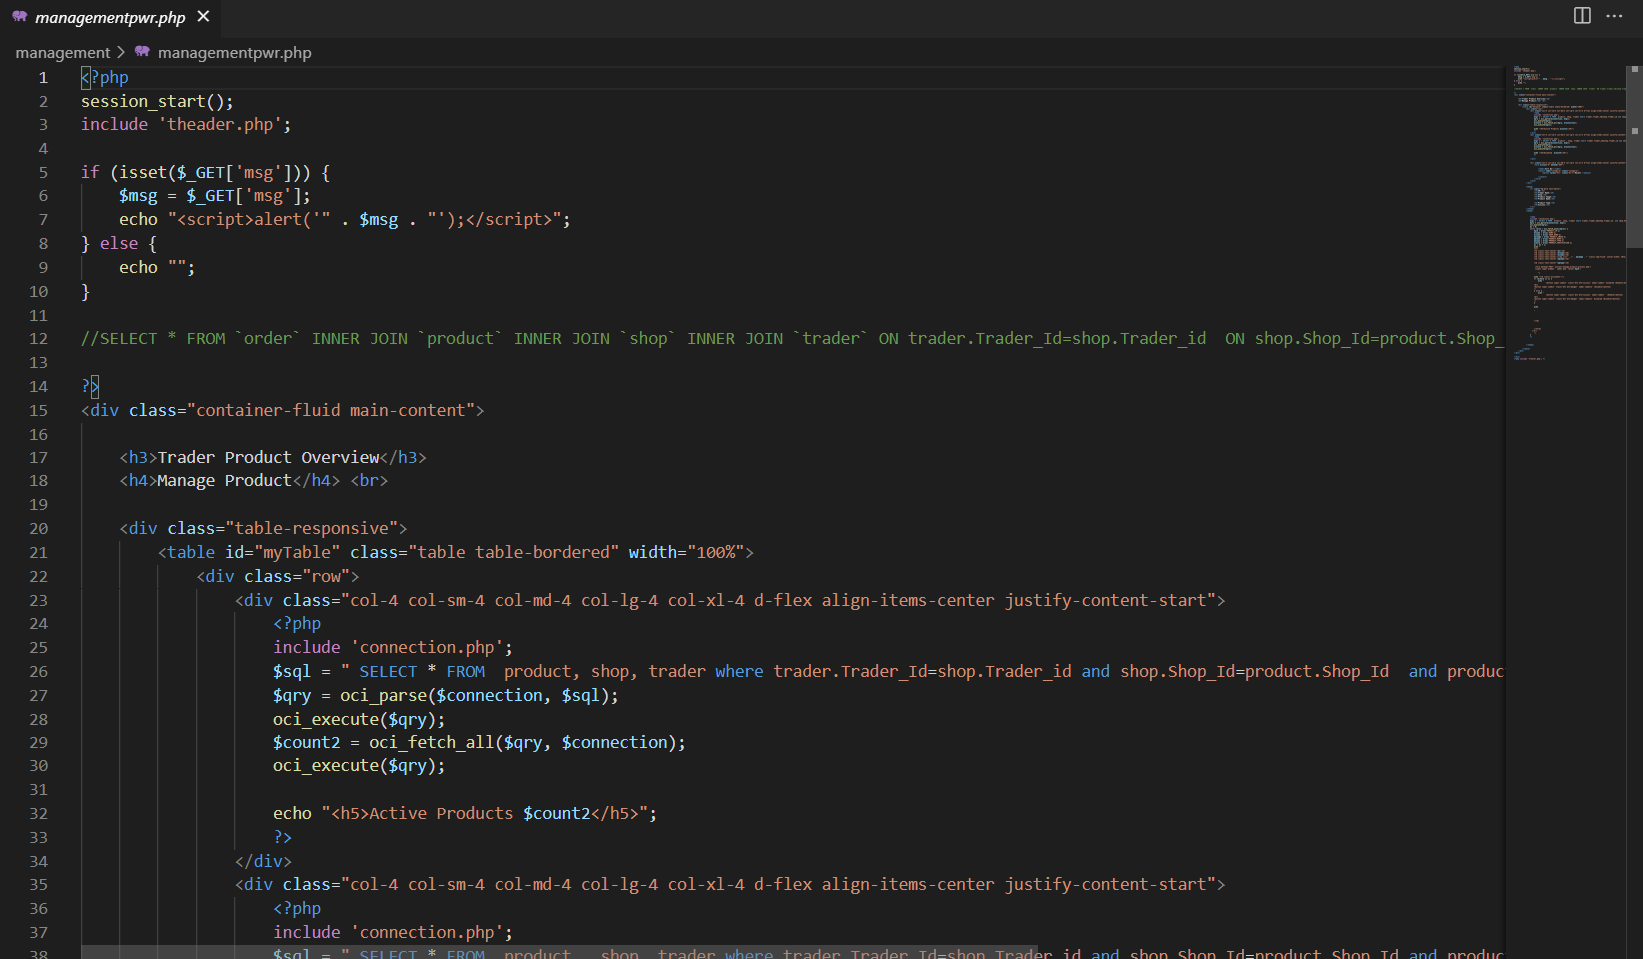 managementpwr.php
management > managementpwr.php
1 <?php
2 session_start();
3 include 'theader.php';
4
5 if (isset($_GET['msg'])) {
6 $msg = $_GET['msg'];
7 echo "<script>alert('" . $msg . "');</script>";
8 } else {
9 echo "";
10 }
11
12 //SELECT * FROM `order` INNER JOIN `product` INNER JOIN `shop` INNER JOIN `trader` ON trader.Trader_Id=shop.Trader_id  ON shop.Shop_Id=product.Shop_
13
14 ?>
15 <div class="container-fluid main-content">
16
17 <h3>Trader Product Overview</h3>
18 <h4>Manage Product</h4> <br>
19
20 <div class="table-responsive">
21 <table id="myTable" class="table table-bordered" width="100%">
22 <div class="row">
23 <div class="col-4 col-sm-4 col-md-4 col-lg-4 col-xl-4 d-flex align-items-center justify-content-start">
24 <?php
25 include 'connection.php';
26 $sql = " SELECT * FROM  product, shop, trader where trader.Trader_Id=shop.Trader_id and shop.Shop_Id=product.Shop_Id  and produc
27 $qry = oci_parse($connection, $sql);
28 oci_execute($qry);
29 $count2 = oci_fetch_all($qry, $connection);
30 oci_execute($qry);
31
32 echo "<h5>Active Products $count2</h5>";
33 ?>
34 </div>
35 <div class="col-4 col-sm-4 col-md-4 col-lg-4 col-xl-4 d-flex align-items-center justify-content-start">
36 <?php
37 include 'connection.php';
38 $sql = " SELECT * FROM  product,  shop, trader where trader.Trader_Id=shop.Trader_id and shop.Shop_Id=product.Shop_Id and produc